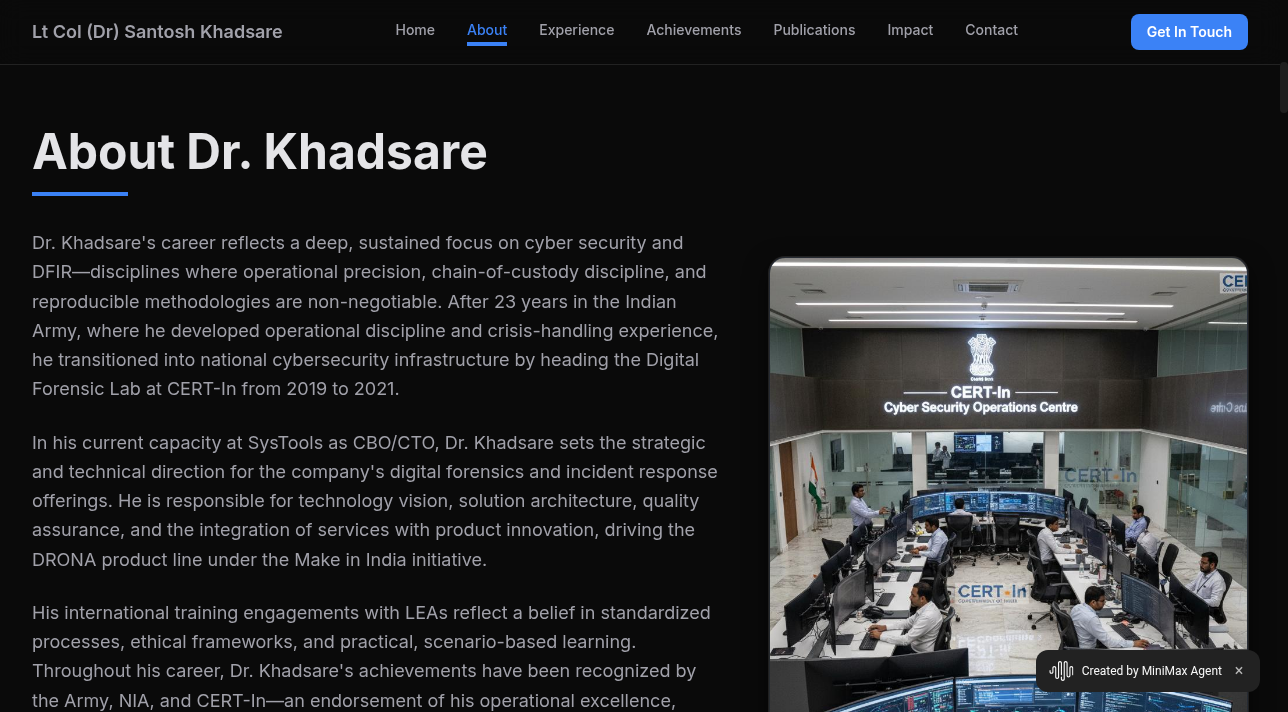 Lt Col (Dr) Santosh Khadsare
Home
About
Experience
Achievements
Publications
Impact
Contact
Get In Touch
About Dr. Khadsare
Dr. Khadsare's career reflects a deep, sustained focus on cyber security and
DFIR—disciplines where operational precision, chain-of-custody discipline, and
reproducible methodologies are non-negotiable. After 23 years in the Indian
Army, where he developed operational discipline and crisis-handling experience,
he transitioned into national cybersecurity infrastructure by heading the Digital
Forensic Lab at CERT-In from 2019 to 2021.
In his current capacity at SysTools as CBO/CTO, Dr. Khadsare sets the strategic
and technical direction for the company's digital forensics and incident response
offerings. He is responsible for technology vision, solution architecture, quality
assurance, and the integration of services with product innovation, driving the
DRONA product line under the Make in India initiative.
His international training engagements with LEAs reflect a belief in standardized
processes, ethical frameworks, and practical, scenario-based learning.
Throughout his career, Dr. Khadsare's achievements have been recognized by
the Army, NIA, and CERT-In—an endorsement of his operational excellence,
CEI
CERT-In
Cyber Security Operations Centre
CERT-In
CERT-In
Created by MiniMax Agent